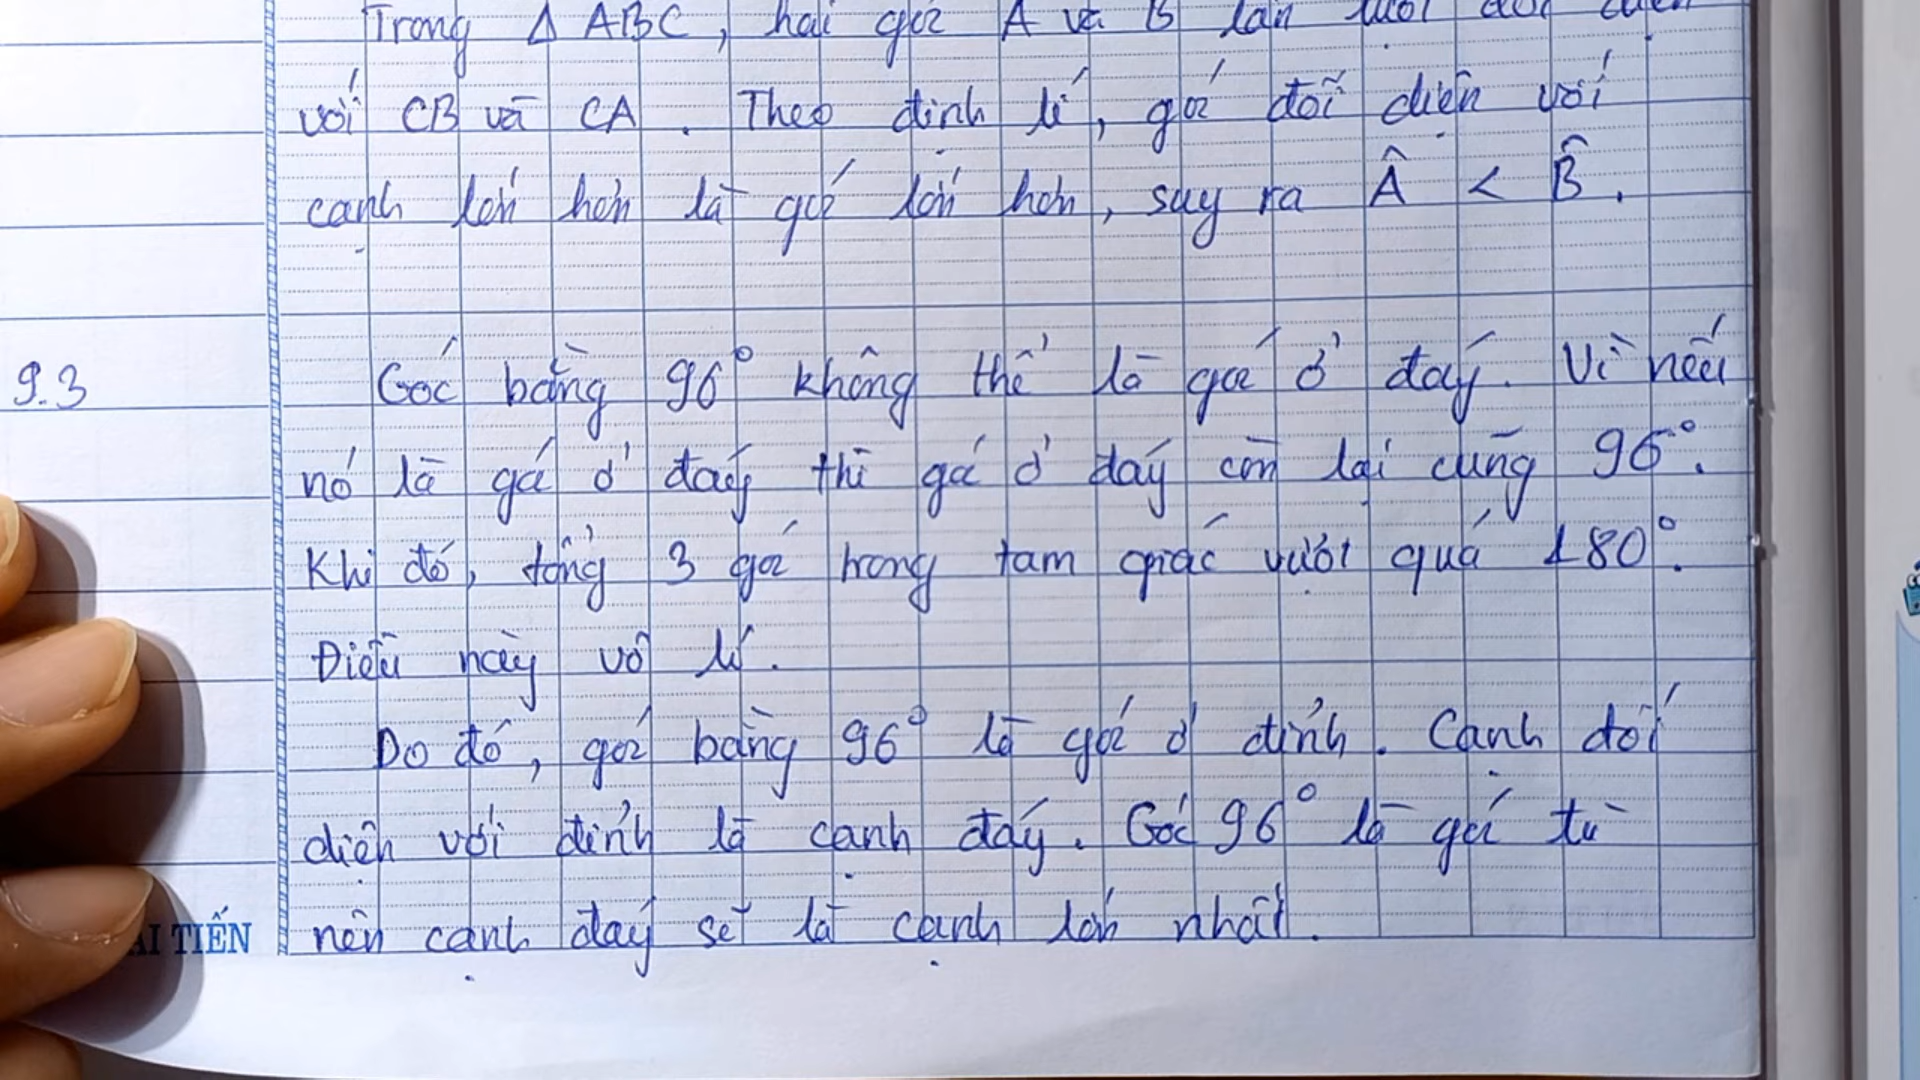 Trong Δ ABC, hai góc A và B lần lượt đối diện
với CB và CA. Theo định lí, góc đối diện với
cạnh lớn hơn là góc lớn hơn, suy ra Â < B̂.
9.3 Góc bằng 96° không thể là góc ở đáy. Vì nếu
nó là góc ở đáy thì góc ở đáy còn lại cũng 96°.
Khi đó, tổng 3 góc trong tam giác vượt quá 180°.
Điều này vô lí.
Do đó, góc bằng 96° là góc ở đỉnh. Cạnh đối
diện với đỉnh là cạnh đáy. Góc 96° là góc tù
nên cạnh đáy sẽ là cạnh lớn nhất.
TIẾN